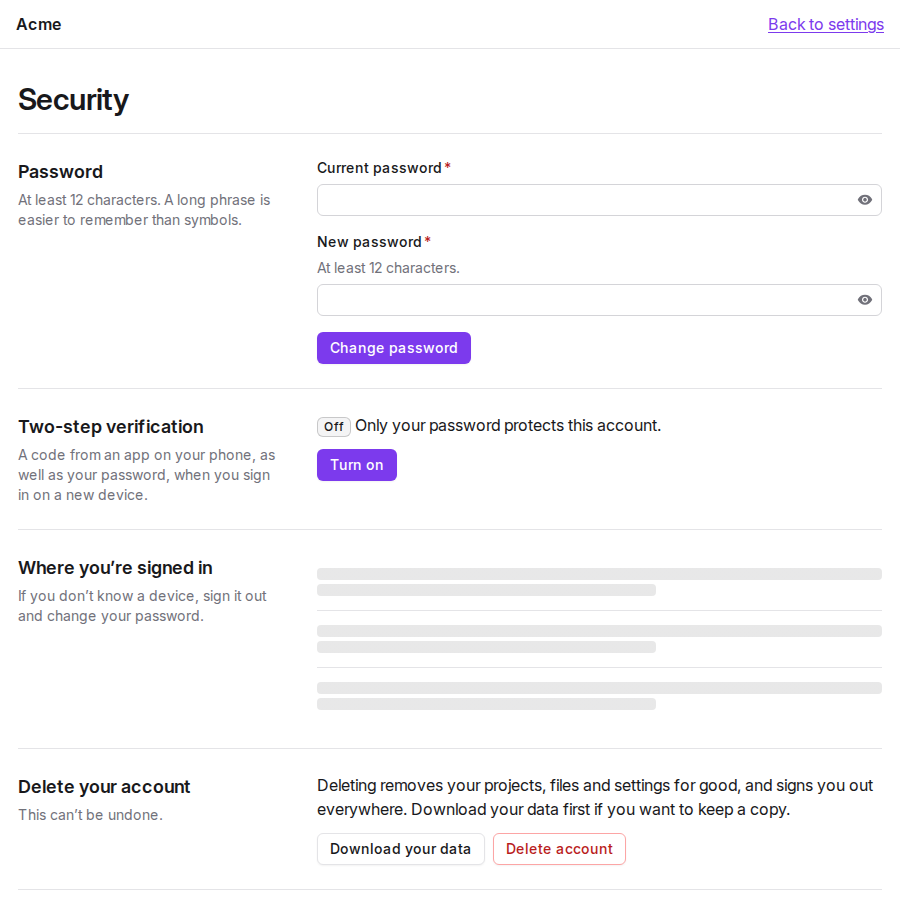 Acme
Back to settings
Security
Password
At least 12 characters. A long phrase is
easier to remember than symbols.
Current password *
New password *
At least 12 characters.
Change password
Two-step verification
A code from an app on your phone, as
well as your password, when you sign
in on a new device.
Off Only your password protects this account.
Turn on
Where you’re signed in
If you don’t know a device, sign it out
and change your password.
Delete your account
This can’t be undone.
Deleting removes your projects, files and settings for good, and signs you out
everywhere. Download your data first if you want to keep a copy.
Download your data
Delete account